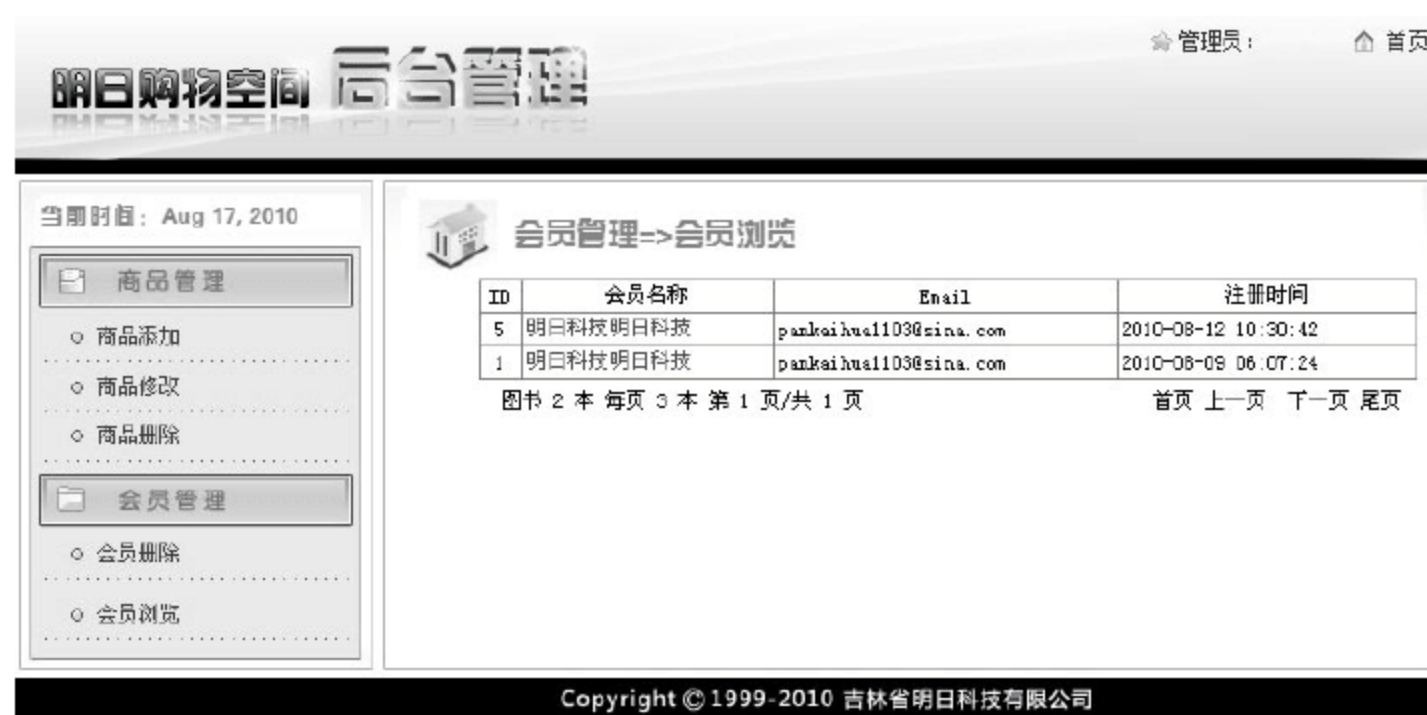 明日购物空间 后台管理
管理员： 首页
当前时间：Aug 17, 2010
商品管理
商品添加
商品修改
商品删除
会员管理
会员删除
会员浏览
会员管理=>会员浏览
ID 会员名称 Email 注册时间
5 明日科技明日科技 pankaihua1103@sina.com 2010-08-12 10:30:42
1 明日科技明日科技 pankaihua1103@sina.com 2010-08-09 06:07:24
图书 2 本 每页 3 本 第 1 页/共 1 页 首页 上一页 下一页 尾页
Copyright © 1999-2010 吉林省明日科技有限公司